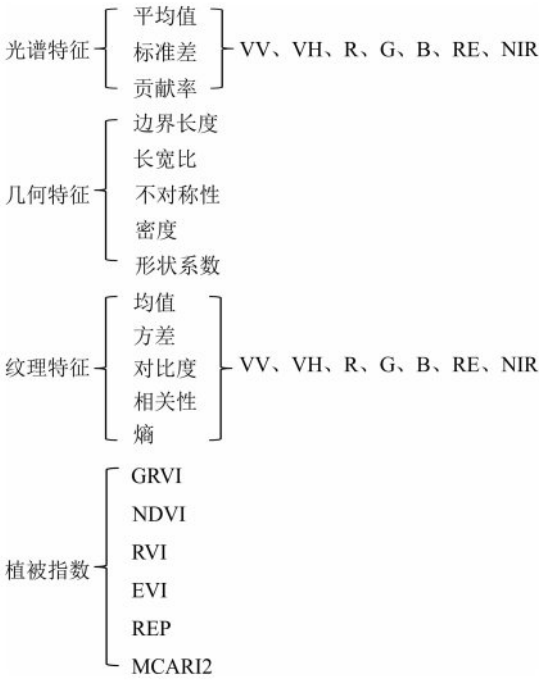 平均值
光谱特征 标准差 VV、VH、R、G、B、RE、NIR
贡献率
边界长度
长宽比
几何特征 不对称性
密度
形状系数
均值
方差
纹理特征 对比度 VV、VH、R、G、B、RE、NIR
相关性
熵
GRVI
NDVI
RVI
植被指数 EVI
REP
MCARI2